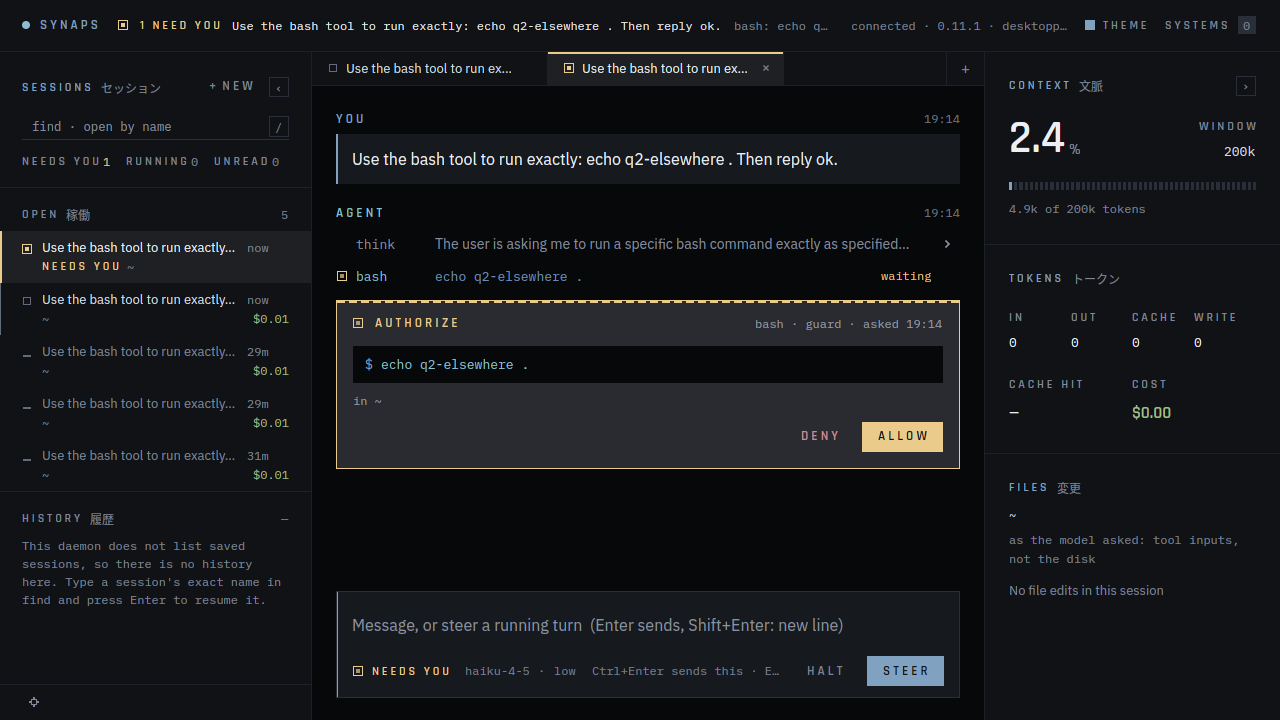 SYNAPS
1 NEED YOU Use the bash tool to run exactly: echo q2-elsewhere . Then reply ok. bash: echo q…
connected · 0.11.1 · desktopp…
THEME
SYSTEMS 0
SESSIONS セッション
+ NEW ‹
find · open by name /
NEEDS YOU 1 RUNNING 0 UNREAD 0
OPEN 稼働 5
Use the bash tool to run exactly… now
NEEDS YOU ~
Use the bash tool to run exactly… now
~ $0.01
Use the bash tool to run exactly… 29m
~ $0.01
Use the bash tool to run exactly… 29m
~ $0.01
Use the bash tool to run exactly… 31m
~ $0.01
HISTORY 履歴 —
This daemon does not list saved
sessions, so there is no history
here. Type a session's exact name in
find and press Enter to resume it.
Use the bash tool to run ex…
Use the bash tool to run ex… ×
+
YOU 19:14
Use the bash tool to run exactly: echo q2-elsewhere . Then reply ok.
AGENT 19:14
think The user is asking me to run a specific bash command exactly as specified… ›
bash echo q2-elsewhere . waiting
AUTHORIZE bash · guard · asked 19:14
$ echo q2-elsewhere .
in ~
DENY ALLOW
Message, or steer a running turn (Enter sends, Shift+Enter: new line)
NEEDS YOU haiku-4-5 · low Ctrl+Enter sends this · E… HALT STEER
CONTEXT 文脈 ›
2.4 %
WINDOW
200k
4.9k of 200k tokens
TOKENS トークン
IN OUT CACHE WRITE
0 0 0 0
CACHE HIT COST
— $0.00
FILES 変更
~
as the model asked: tool inputs,
not the disk
No file edits in this session